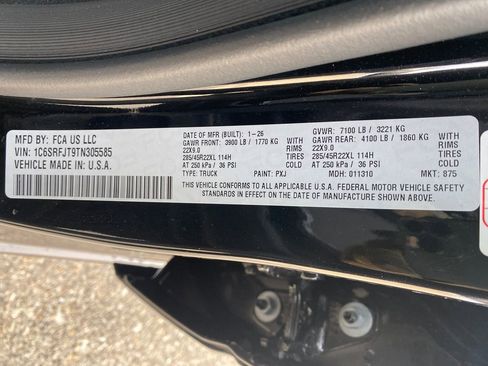 MFD BY: FCA US LLC
VIN: 1C6SRFJT9TN305585
VEHICLE MADE IN: U.S.A.
DATE OF MFR (BUILT): 1-26
GAWR FRONT: 3900 LB / 1770 KG WITH
22X9.0 RIMS
285/45R22XL 114H TIRES
AT 250 kPa / 36 PSI COLD
TYPE: TRUCK PAINT: PXJ
GVWR: 7100 LB / 3221 KG
GAWR REAR: 4100 LB / 1860 KG WITH
22X9.0 RIMS
285/45R22XL 114H TIRES
AT 250 kPa / 36 PSI COLD
MDH: 011310 MKT: 875
THIS VEHICLE CONFORMS TO ALL APPLICABLE U.S.A. FEDERAL MOTOR VEHICLE SAFETY
STANDARDS IN EFFECT ON THE DATE OF MANUFACTURE SHOWN ABOVE.